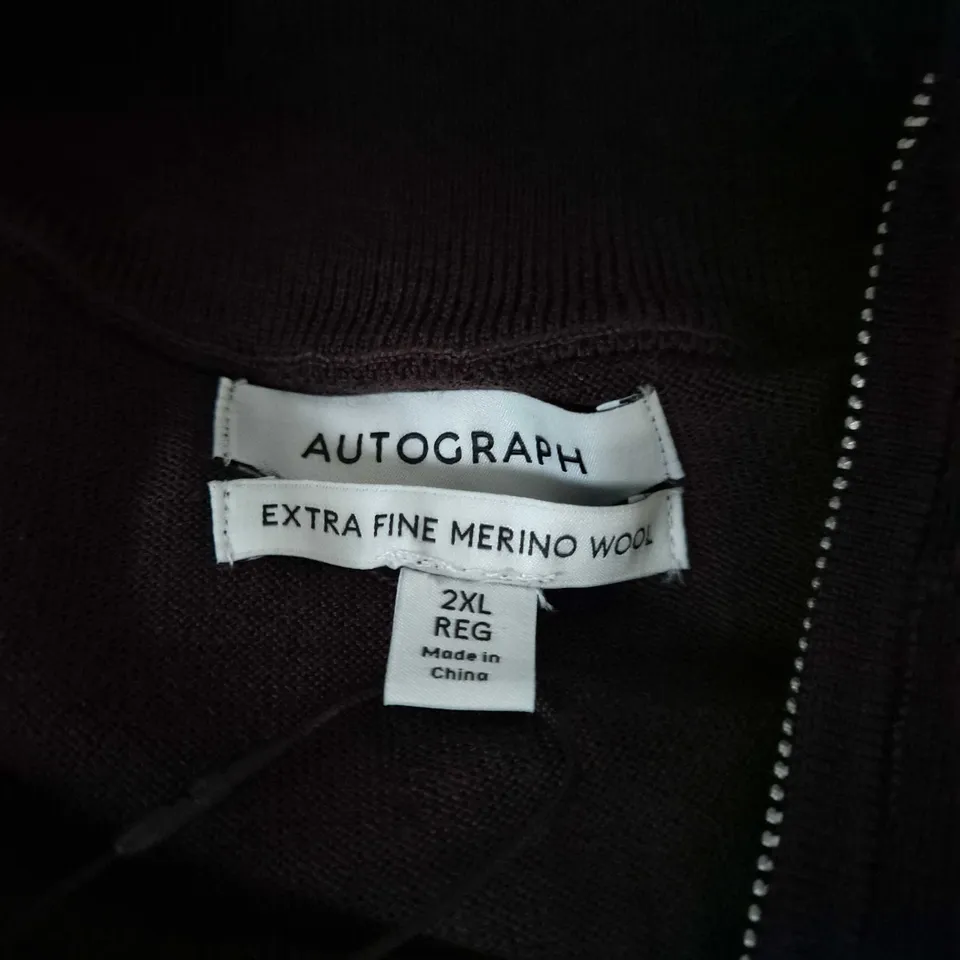 AUTOGRAPH
EXTRA FINE MERINO WOOL
2XL
REG
Made in
China